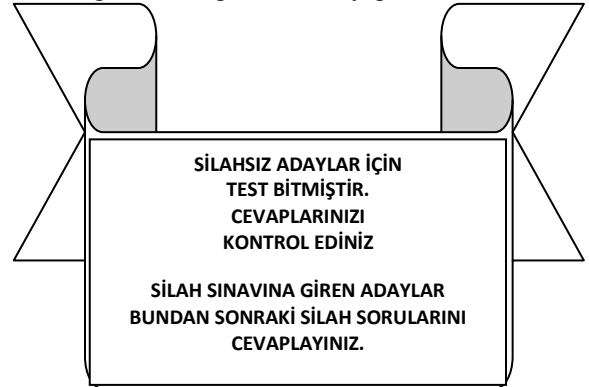 SİLAHSIZ ADAYLAR İÇİN
TEST BİTMİŞTİR.
CEVAPLARINIZI
KONTROL EDİNİZ
SİLAH SINAVINA GİREN ADAYLAR
BUNDAN SONRAKİ SİLAH SORULARINI
CEVAPLAYINIZ.